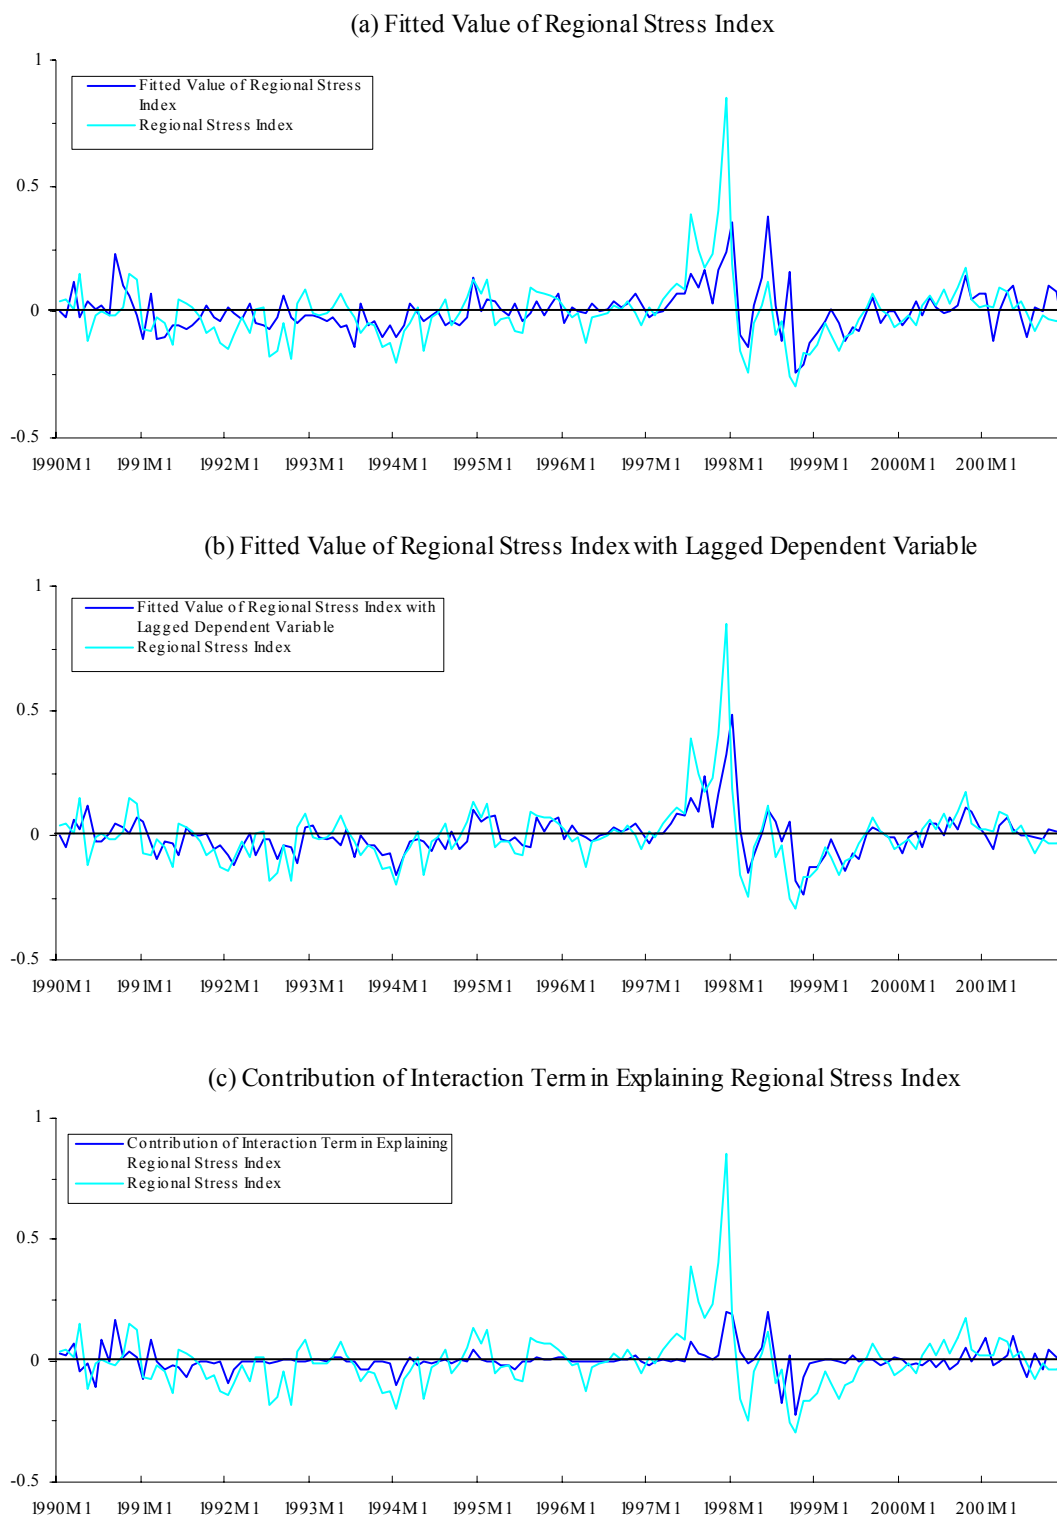 (a) Fitted Value of Regional Stress Index
1
Fitted Value of Regional Stress
Index
Regional Stress Index
0.5
0
-0.5
1990M1 1991M1 1992M1 1993M1 1994M1 1995M1 1996M1 1997M1 1998M1 1999M1 2000M1 2001M1
(b) Fitted Value of Regional Stress Index with Lagged Dependent Variable
1
Fitted Value of Regional Stress Index with
Lagged Dependent Variable
Regional Stress Index
0.5
0
-0.5
1990M1 1991M1 1992M1 1993M1 1994M1 1995M1 1996M1 1997M1 1998M1 1999M1 2000M1 2001M1
(c) Contribution of Interaction Term in Explaining Regional Stress Index
1
Contribution of Interaction Term in Explaining
Regional Stress Index
Regional Stress Index
0.5
0
-0.5
1990M1 1991M1 1992M1 1993M1 1994M1 1995M1 1996M1 1997M1 1998M1 1999M1 2000M1 2001M1